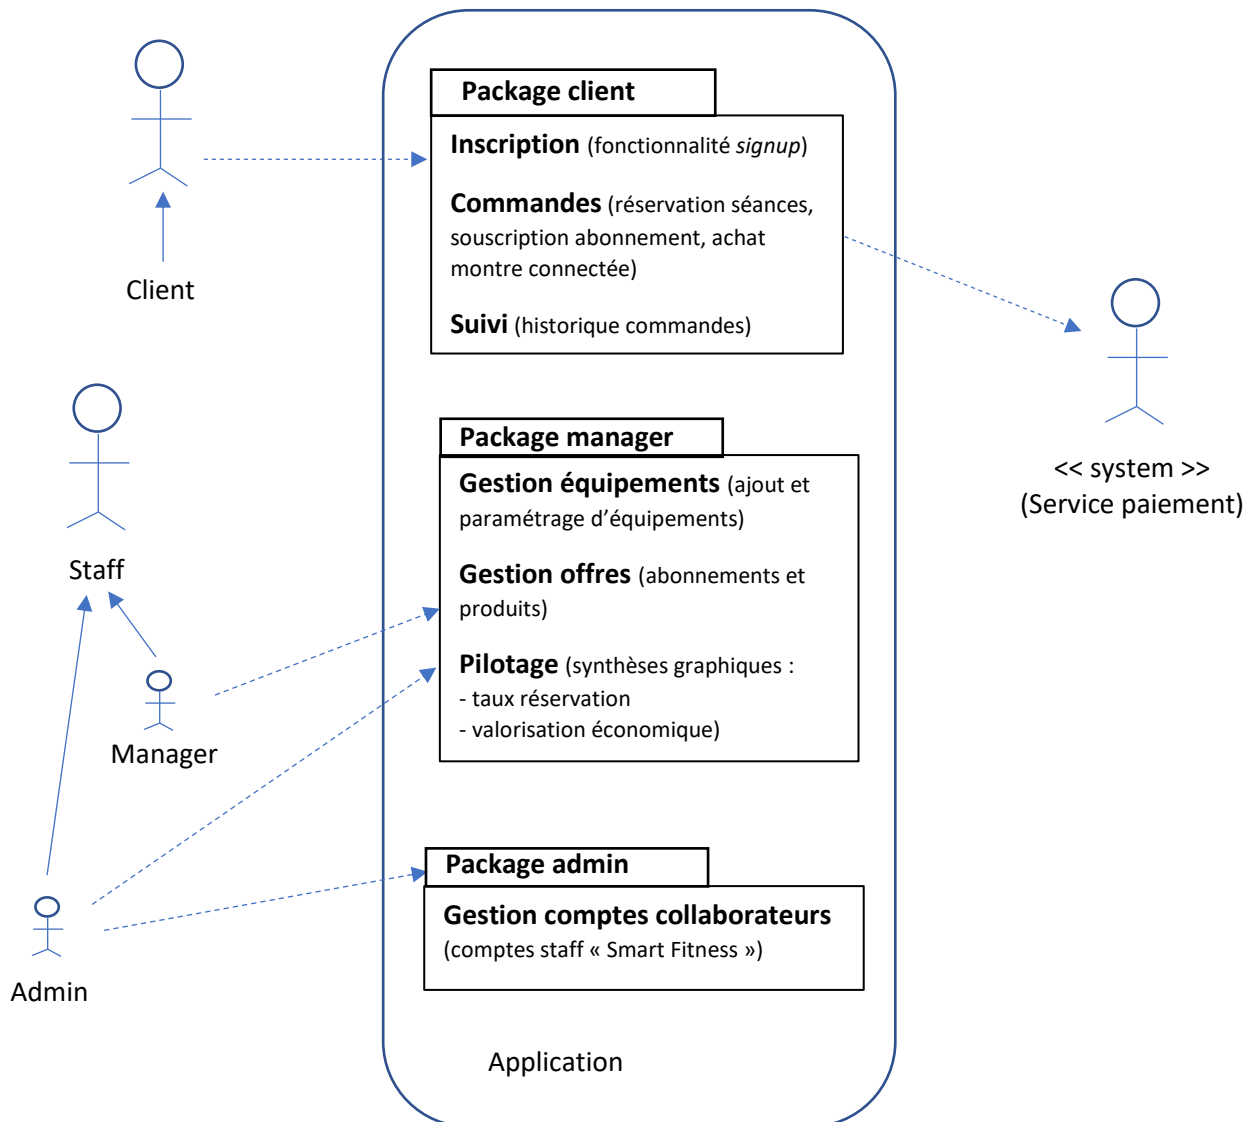 Package client
Inscription (fonctionnalité signup)
Commandes (réservation séances,
souscription abonnement, achat
montre connectée)
Suivi (historique commandes)
Client
Package manager
Gestion équipements (ajout et
paramétrage d’équipements)
Gestion offres (abonnements et
produits)
Pilotage (synthèses graphiques :
- taux réservation
- valorisation économique)
<< system >>
(Service paiement)
Staff
Manager
Package admin
Gestion comptes collaborateurs
(comptes staff « Smart Fitness »)
Admin
Application